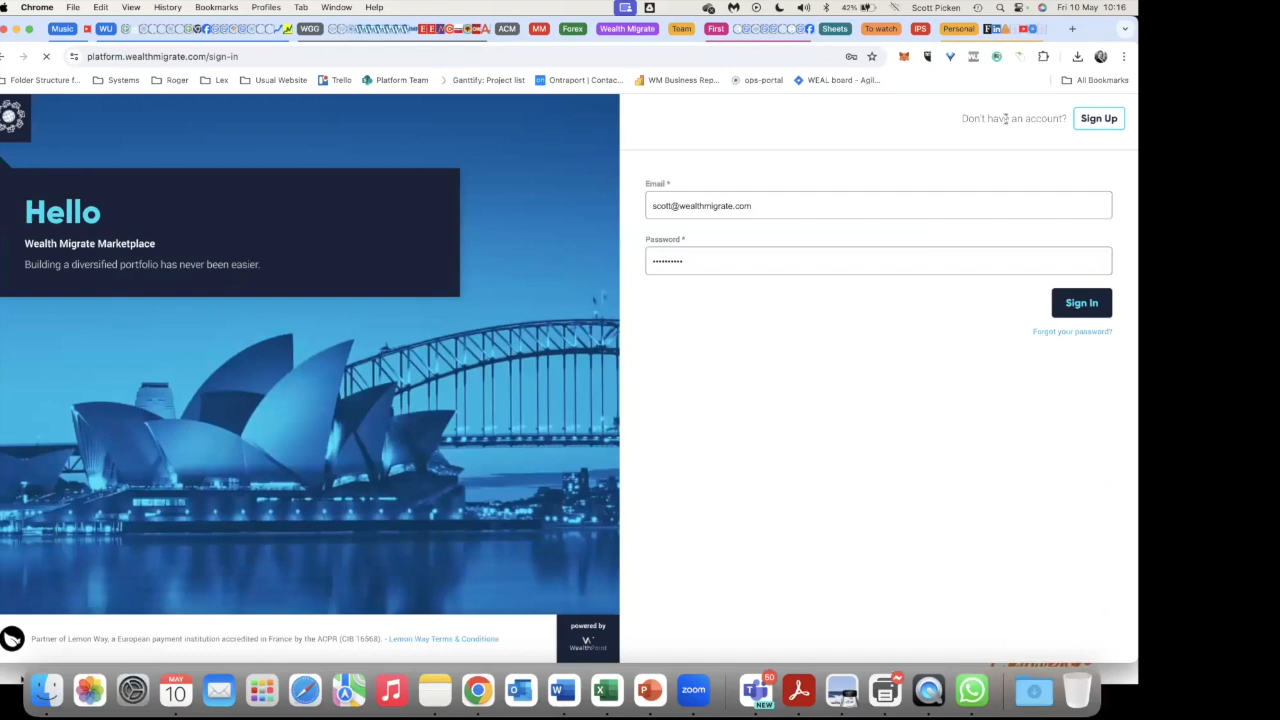 Chrome File Edit View History Bookmarks Profiles Tab Window Help 42% Scott Picken Fri 10 May 10:16
Music WU WGG ACM MM Forex Wealth Migrate Team First Sheets To watch IPS Personal
platform.wealthmigrate.com/sign-in
Folder Structure f... Systems Roger Lex Usual Website Trello Platform Team Ganttify: Project list Ontraport | Contac... WM Business Rep... ops-portal WEAL board - Agil... All Bookmarks
Don't have an account? Sign Up
Hello
Wealth Migrate Marketplace
Building a diversified portfolio has never been easier.
Email *
scott@wealthmigrate.com
Password *
••••••••••
Sign In
Forgot your password?
Partner of Lemon Way, a European payment institution accredited in France by the ACPR (CIB 16568). - Lemon Way Terms & Conditions
powered by
WealthPoint
MAY
10
zoom
50
NEW